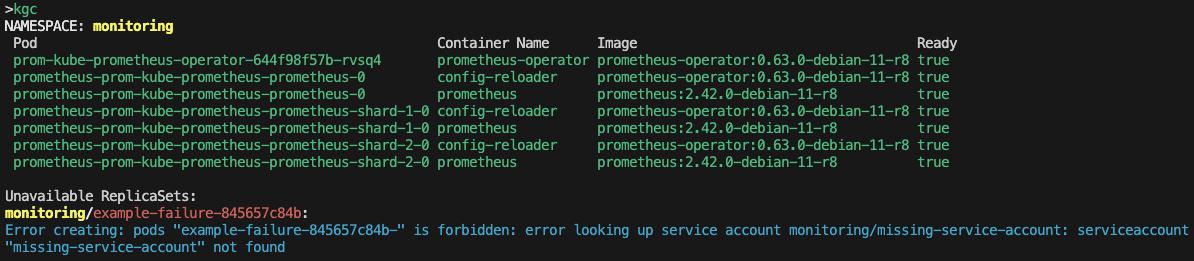 >kgc
NAMESPACE: monitoring
Pod Container Name Image Ready
prom-kube-prometheus-operator-644f98f57b-rvsq4 prometheus-operator prometheus-operator:0.63.0-debian-11-r8 true
prometheus-prom-kube-prometheus-prometheus-0 config-reloader prometheus-operator:0.63.0-debian-11-r8 true
prometheus-prom-kube-prometheus-prometheus-0 prometheus prometheus:2.42.0-debian-11-r8 true
prometheus-prom-kube-prometheus-prometheus-shard-1-0 config-reloader prometheus-operator:0.63.0-debian-11-r8 true
prometheus-prom-kube-prometheus-prometheus-shard-1-0 prometheus prometheus:2.42.0-debian-11-r8 true
prometheus-prom-kube-prometheus-prometheus-shard-2-0 config-reloader prometheus-operator:0.63.0-debian-11-r8 true
prometheus-prom-kube-prometheus-prometheus-shard-2-0 prometheus prometheus:2.42.0-debian-11-r8 true
Unavailable ReplicaSets:
monitoring/example-failure-845657c84b:
Error creating: pods "example-failure-845657c84b-" is forbidden: error looking up service account monitoring/missing-service-account: serviceaccount
"missing-service-account" not found